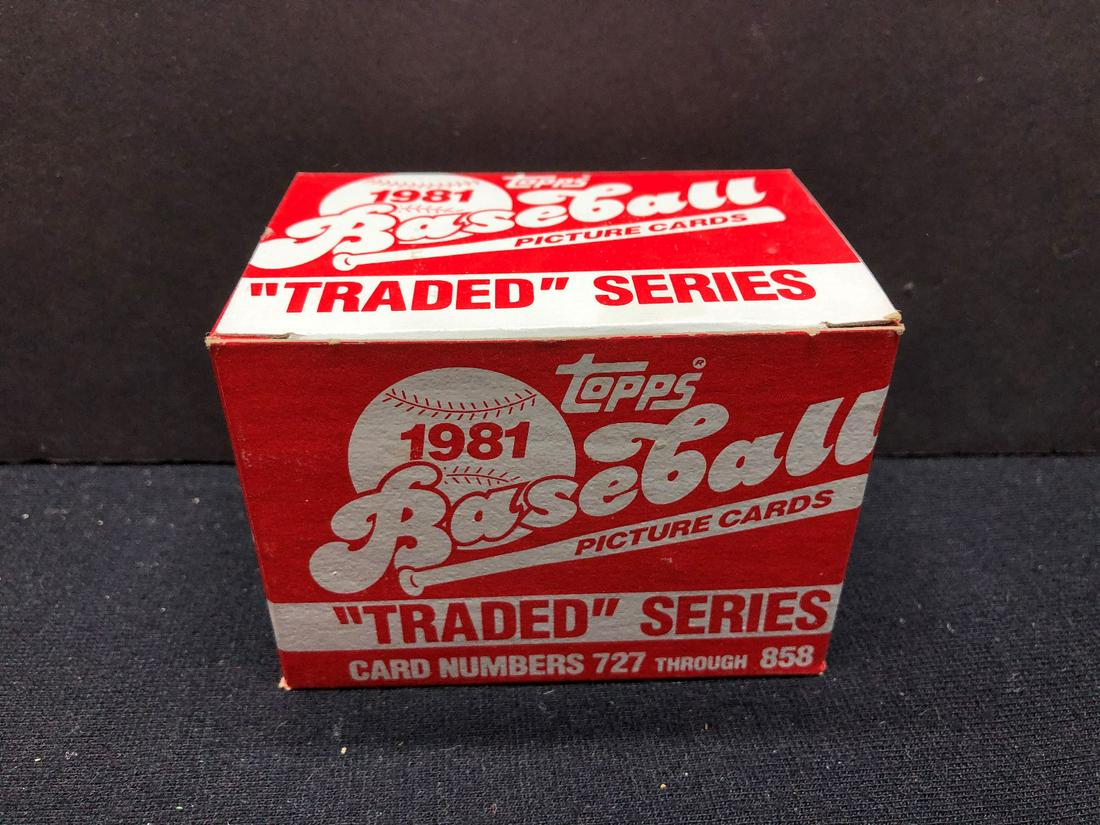 topps
1981
Baseball
PICTURE CARDS
"TRADED" SERIES
topps®
1981
Baseball
PICTURE CARDS
"TRADED" SERIES
CARD NUMBERS 727 THROUGH 858